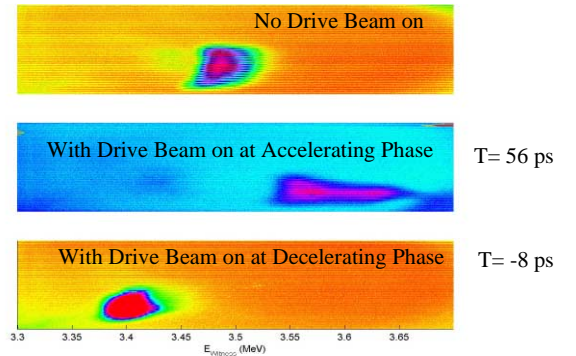 No Drive Beam on
With Drive Beam on at Accelerating Phase
T= 56 ps
With Drive Beam on at Decelerating Phase
T= -8 ps
3.3 3.35 3.4 3.45 3.5 3.55 3.6 3.65
E_Witness (MeV)